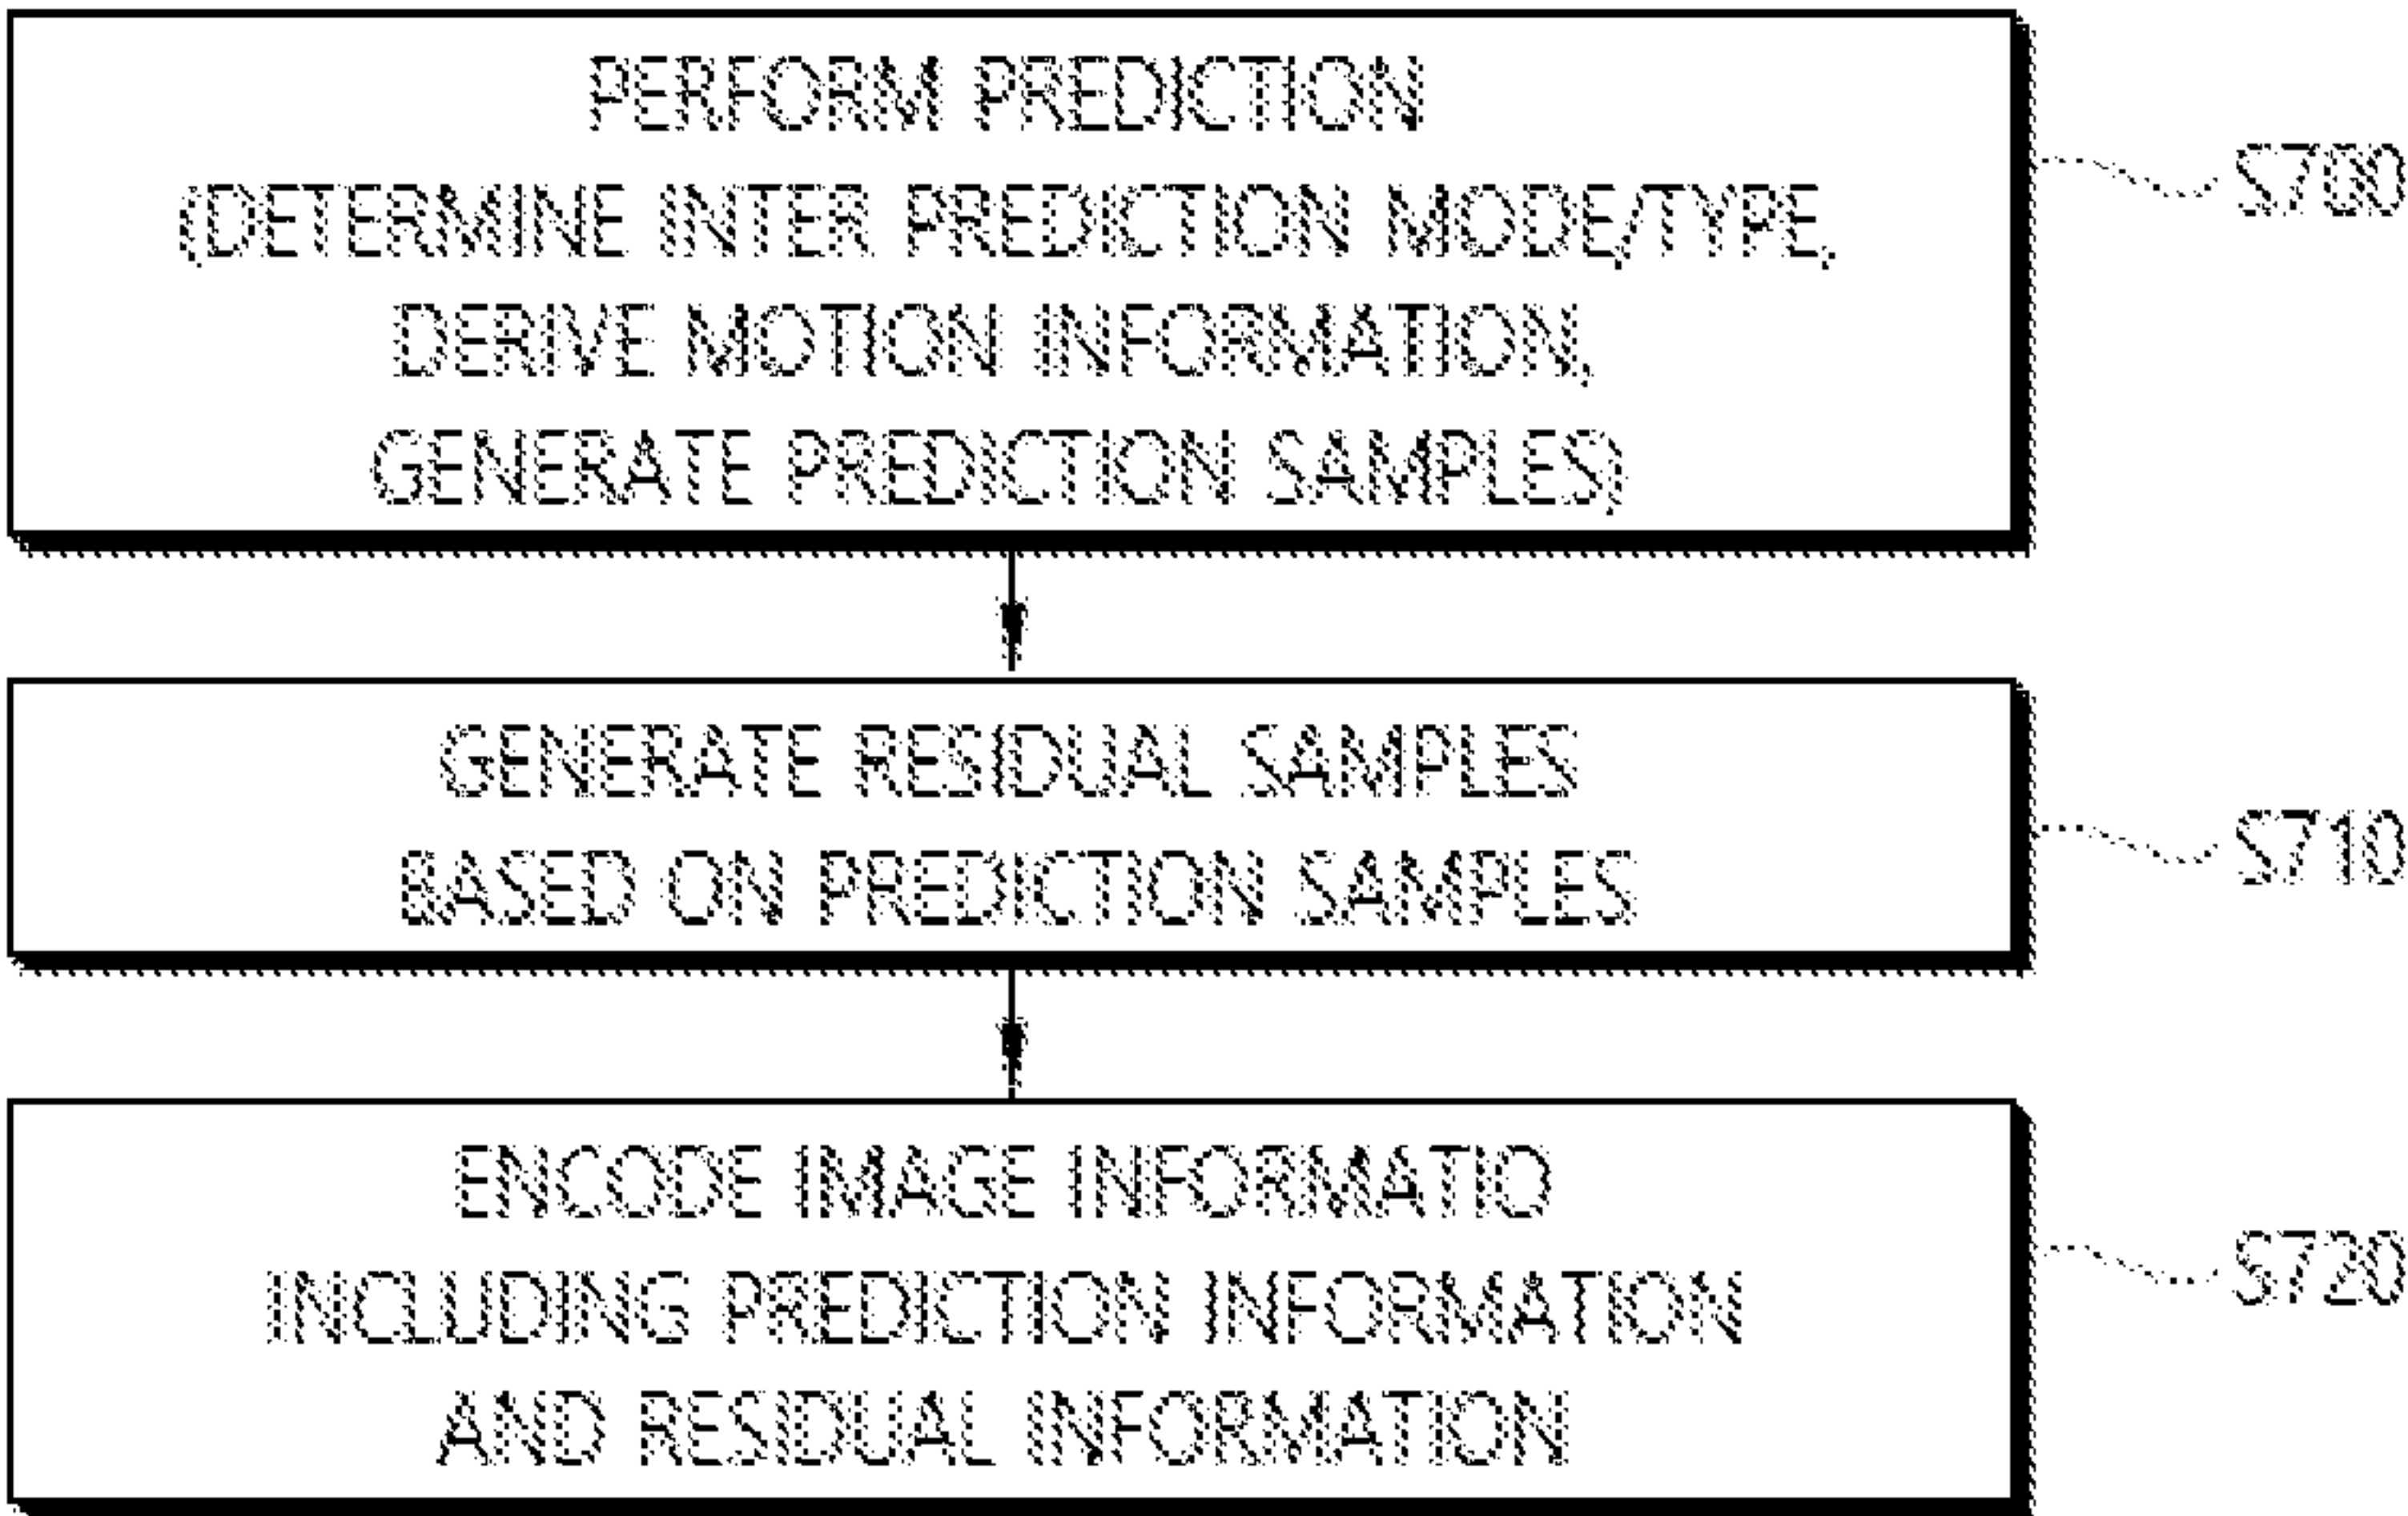 PERFORM PREDICTION
(DETERMINE INTER PREDICTION MODE/TYPE,
DERIVE MOTION INFORMATION,
GENERATE PREDICTION SAMPLES)
S700
GENERATE RESIDUAL SAMPLES
BASED ON PREDICTION SAMPLES
S710
ENCODE IMAGE INFORMATIO
INCLUDING PREDICTION INFORMATION
AND RESIDUAL INFORMATION
S720